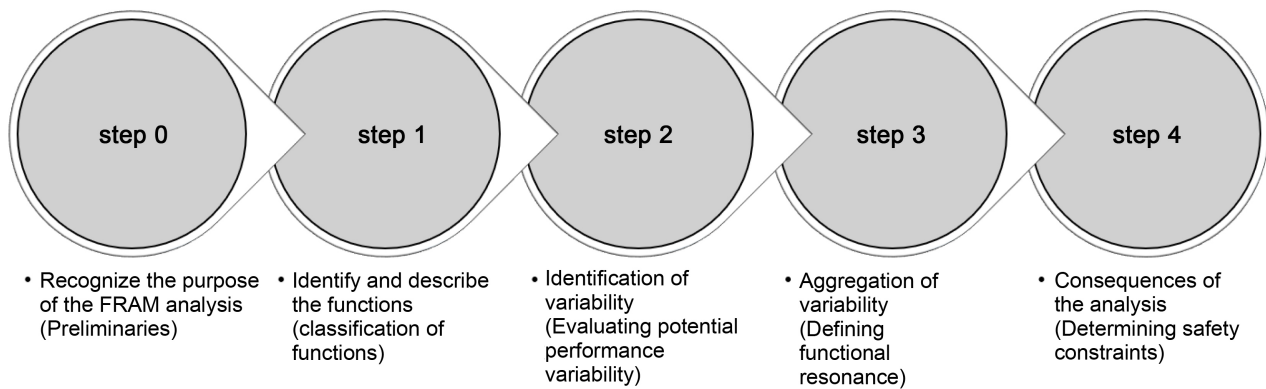 step 0
step 1
step 2
step 3
step 4
• Recognize the purpose
of the FRAM analysis
(Preliminaries)
• Identify and describe
the functions
(classification of
functions)
• Identification of
variability
(Evaluating potential
performance
variability)
• Aggregation of
variability
(Defining
functional
resonance)
• Consequences of
the analysis
(Determining safety
constraints)